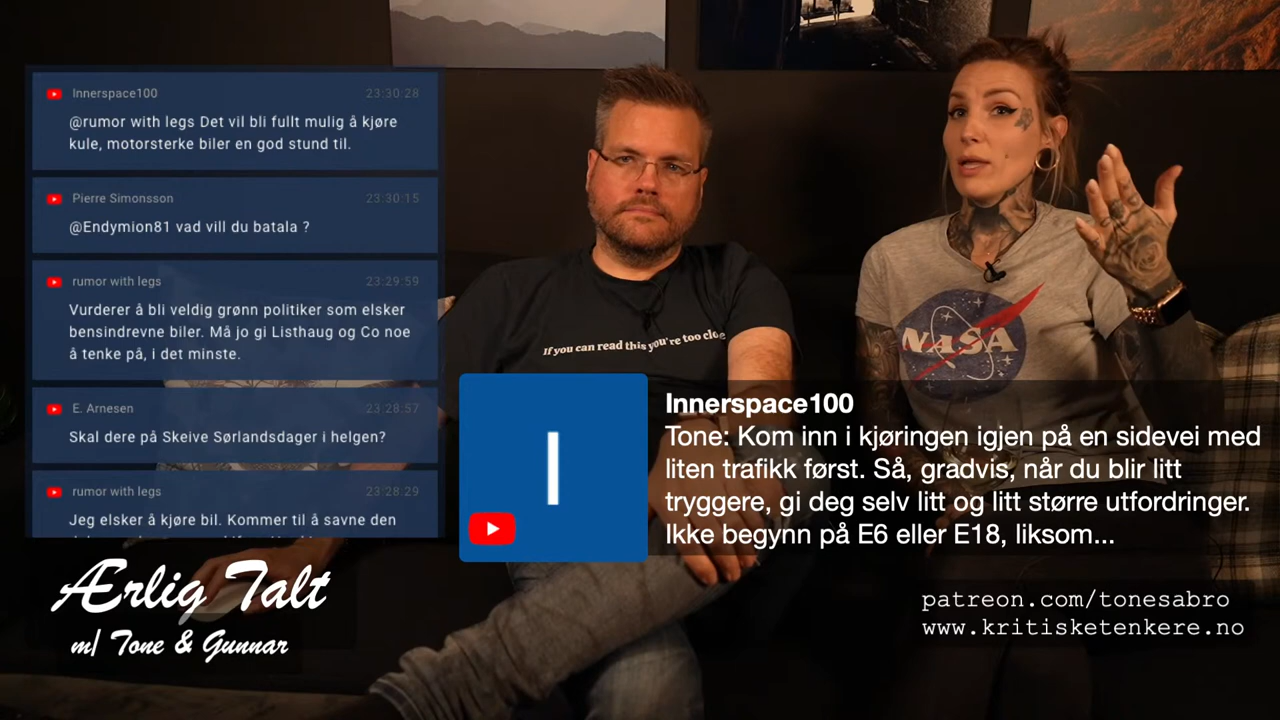 Innerspace100 23:30:28
@rumor with legs Det vil bli fullt mulig å kjøre
kule, motorsterke biler en god stund til.
Pierre Simonsson 23:30:15
@Endymion81 vad vill du batala ?
rumor with legs 23:29:59
Vurderer å bli veldig grønn politiker som elsker
bensindrevne biler. Må jo gi Listhaug og Co noe
å tenke på, i det minste.
E. Arnesen 23:28:57
Skal dere på Skeive Sørlandsdager i helgen?
rumor with legs 23:28:29
Jeg elsker å kjøre bil. Kommer til å savne den
If you can read this you're too close
NASA
I
Innerspace100
Tone: Kom inn i kjøringen igjen på en sidevei med
liten trafikk først. Så, gradvis, når du blir litt
tryggere, gi deg selv litt og litt større utfordringer.
Ikke begynn på E6 eller E18, liksom...
Ærlig Talt
m/ Tone & Gunnar
patreon.com/tonesabro
www.kritisketenkere.no